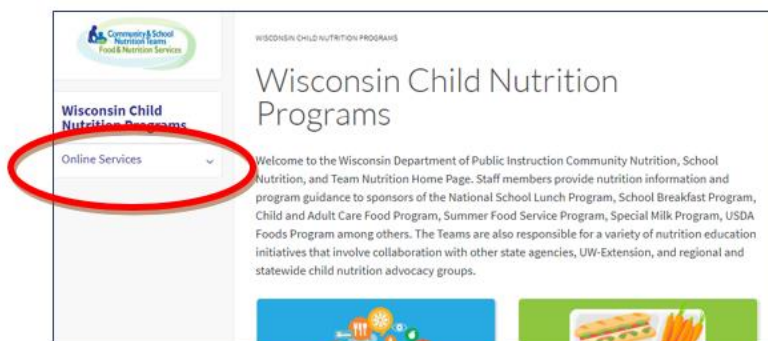 Community & School
Nutrition Teams
Food & Nutrition Services
Wisconsin Child
Nutrition Programs
Online Services
WISCONSIN CHILD NUTRITION PROGRAMS
Wisconsin Child Nutrition
Programs
Welcome to the Wisconsin Department of Public Instruction Community Nutrition, School
Nutrition, and Team Nutrition Home Page. Staff members provide nutrition information and
program guidance to sponsors of the National School Lunch Program, School Breakfast Program,
Child and Adult Care Food Program, Summer Food Service Program, Special Milk Program, USDA
Foods Program among others. The Teams are also responsible for a variety of nutrition education
initiatives that involve collaboration with other state agencies, UW-Extension, and regional and
statewide child nutrition advocacy groups.